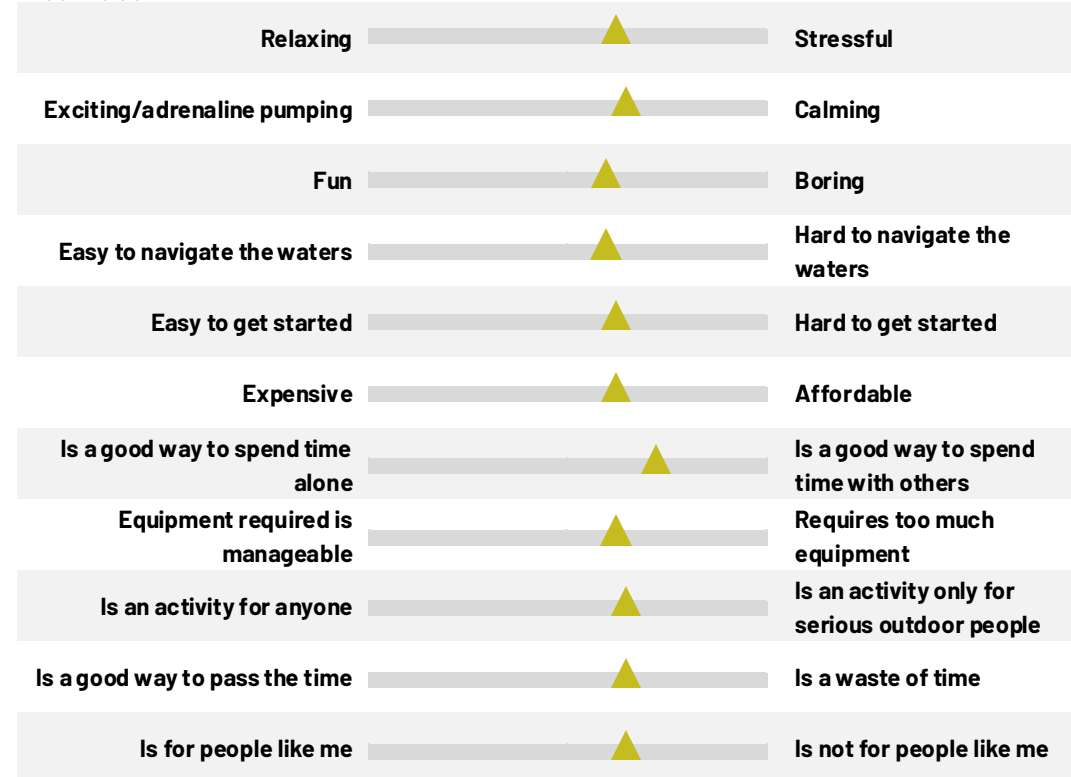 Relaxing
Stressful
Exciting/adrenaline pumping
Calming
Fun
Boring
Easy to navigate the waters
Hard to navigate the
waters
Easy to get started
Hard to get started
Expensive
Affordable
Is a good way to spend time
alone
Is a good way to spend
time with others
Equipment required is
manageable
Requires too much
equipment
Is an activity for anyone
Is an activity only for
serious outdoor people
Is a good way to pass the time
Is a waste of time
Is for people like me
Is not for people like me